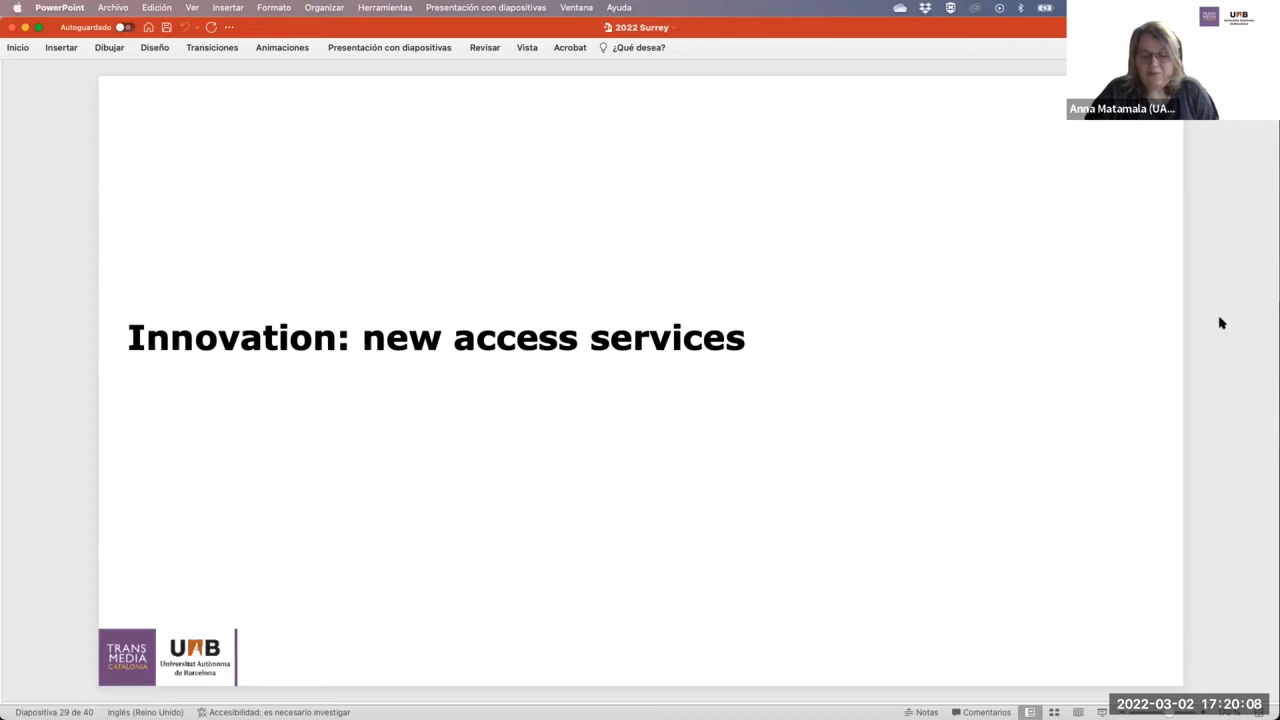 PowerPoint Archivo Edición Ver Insertar Formato Organizar Herramientas Presentación con diapositivas Ventana Ayuda
Autoguardado
2022 Surrey
Inicio Insertar Dibujar Diseño Transiciones Animaciones Presentación con diapositivas Revisar Vista Acrobat ¿Qué desea?
Anna Matamala (UA...
Innovation: new access services
TRANS
MEDIA
CATALONIA
UAB
Universitat Autònoma
de Barcelona
Diapositiva 29 de 40 Inglés (Reino Unido) Accesibilidad: es necesario investigar Notas Comentarios
2022-03-02 17:20:08